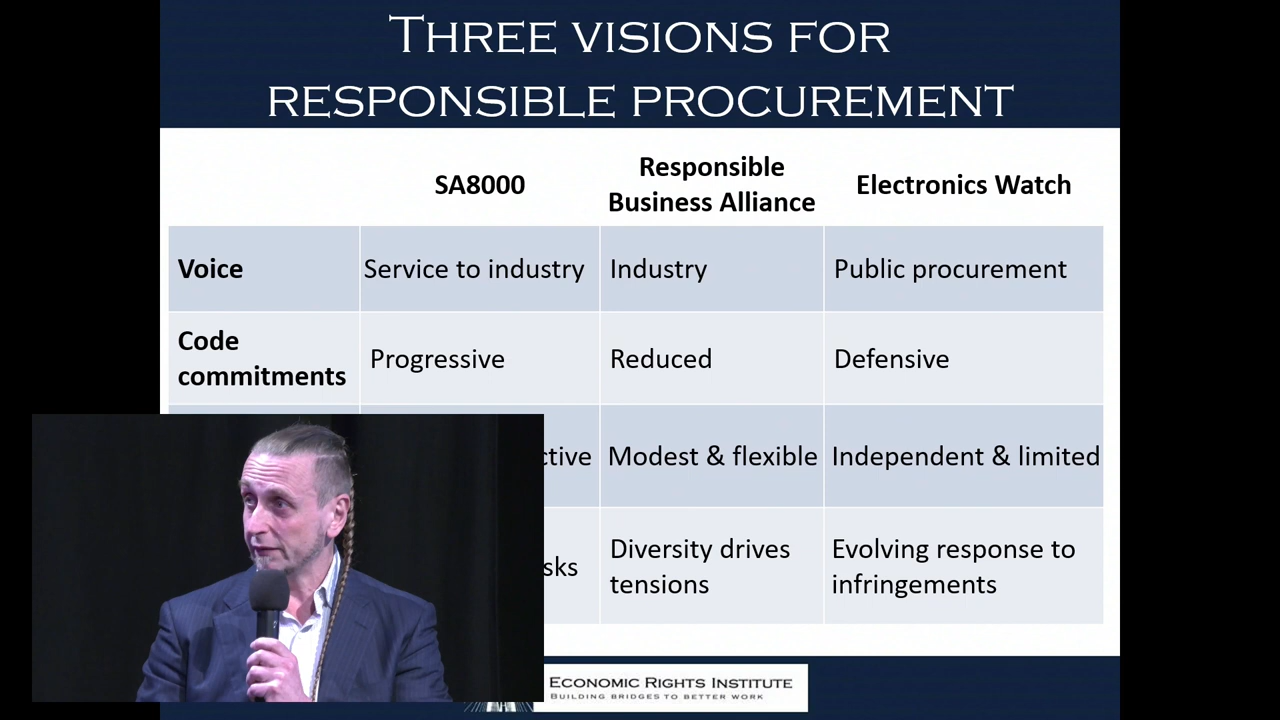 THREE VISIONS FOR
RESPONSIBLE PROCUREMENT
SA8000
Responsible
Business Alliance
Electronics Watch
Voice
Service to industry
Industry
Public procurement
Code
commitments
Progressive
Reduced
Defensive
Modest & flexible
Independent & limited
Diversity drives
tensions
Evolving response to
infringements
ECONOMIC RIGHTS INSTITUTE
BUILDING BRIDGES TO BETTER WORK